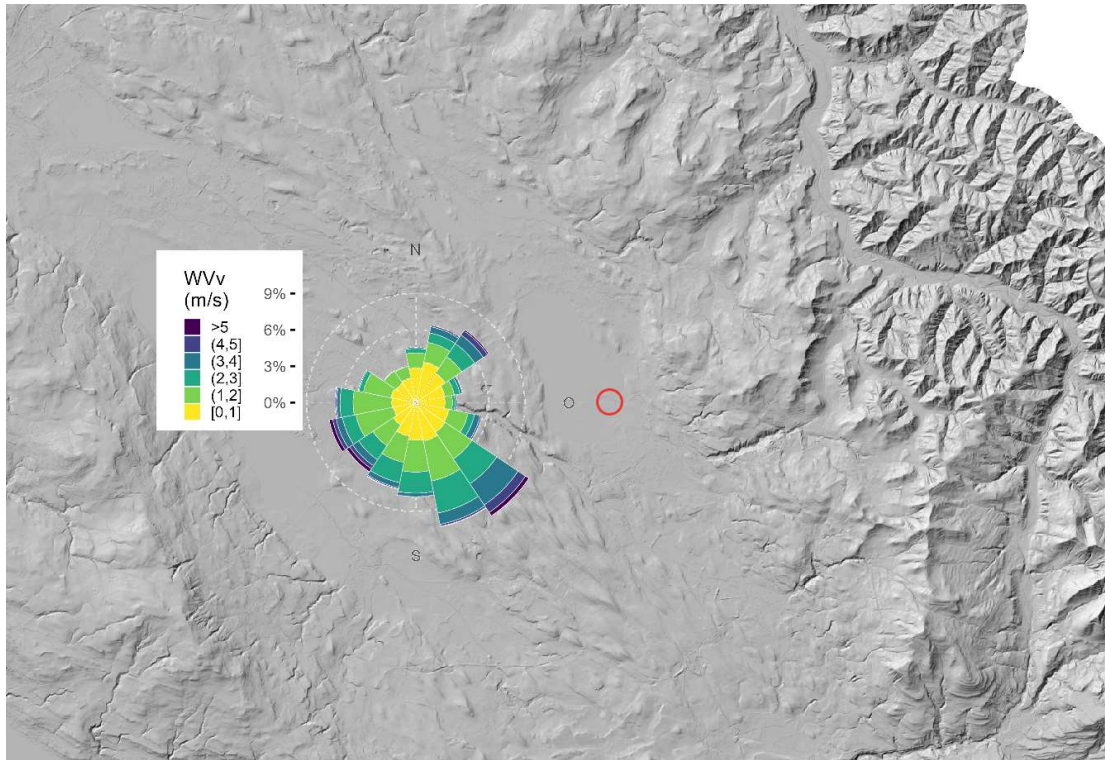 N
WVv
(m/s)
>5
(4,5]
(3,4]
(2,3]
(1,2]
[0,1]
9%
6%
3%
0%
O
S